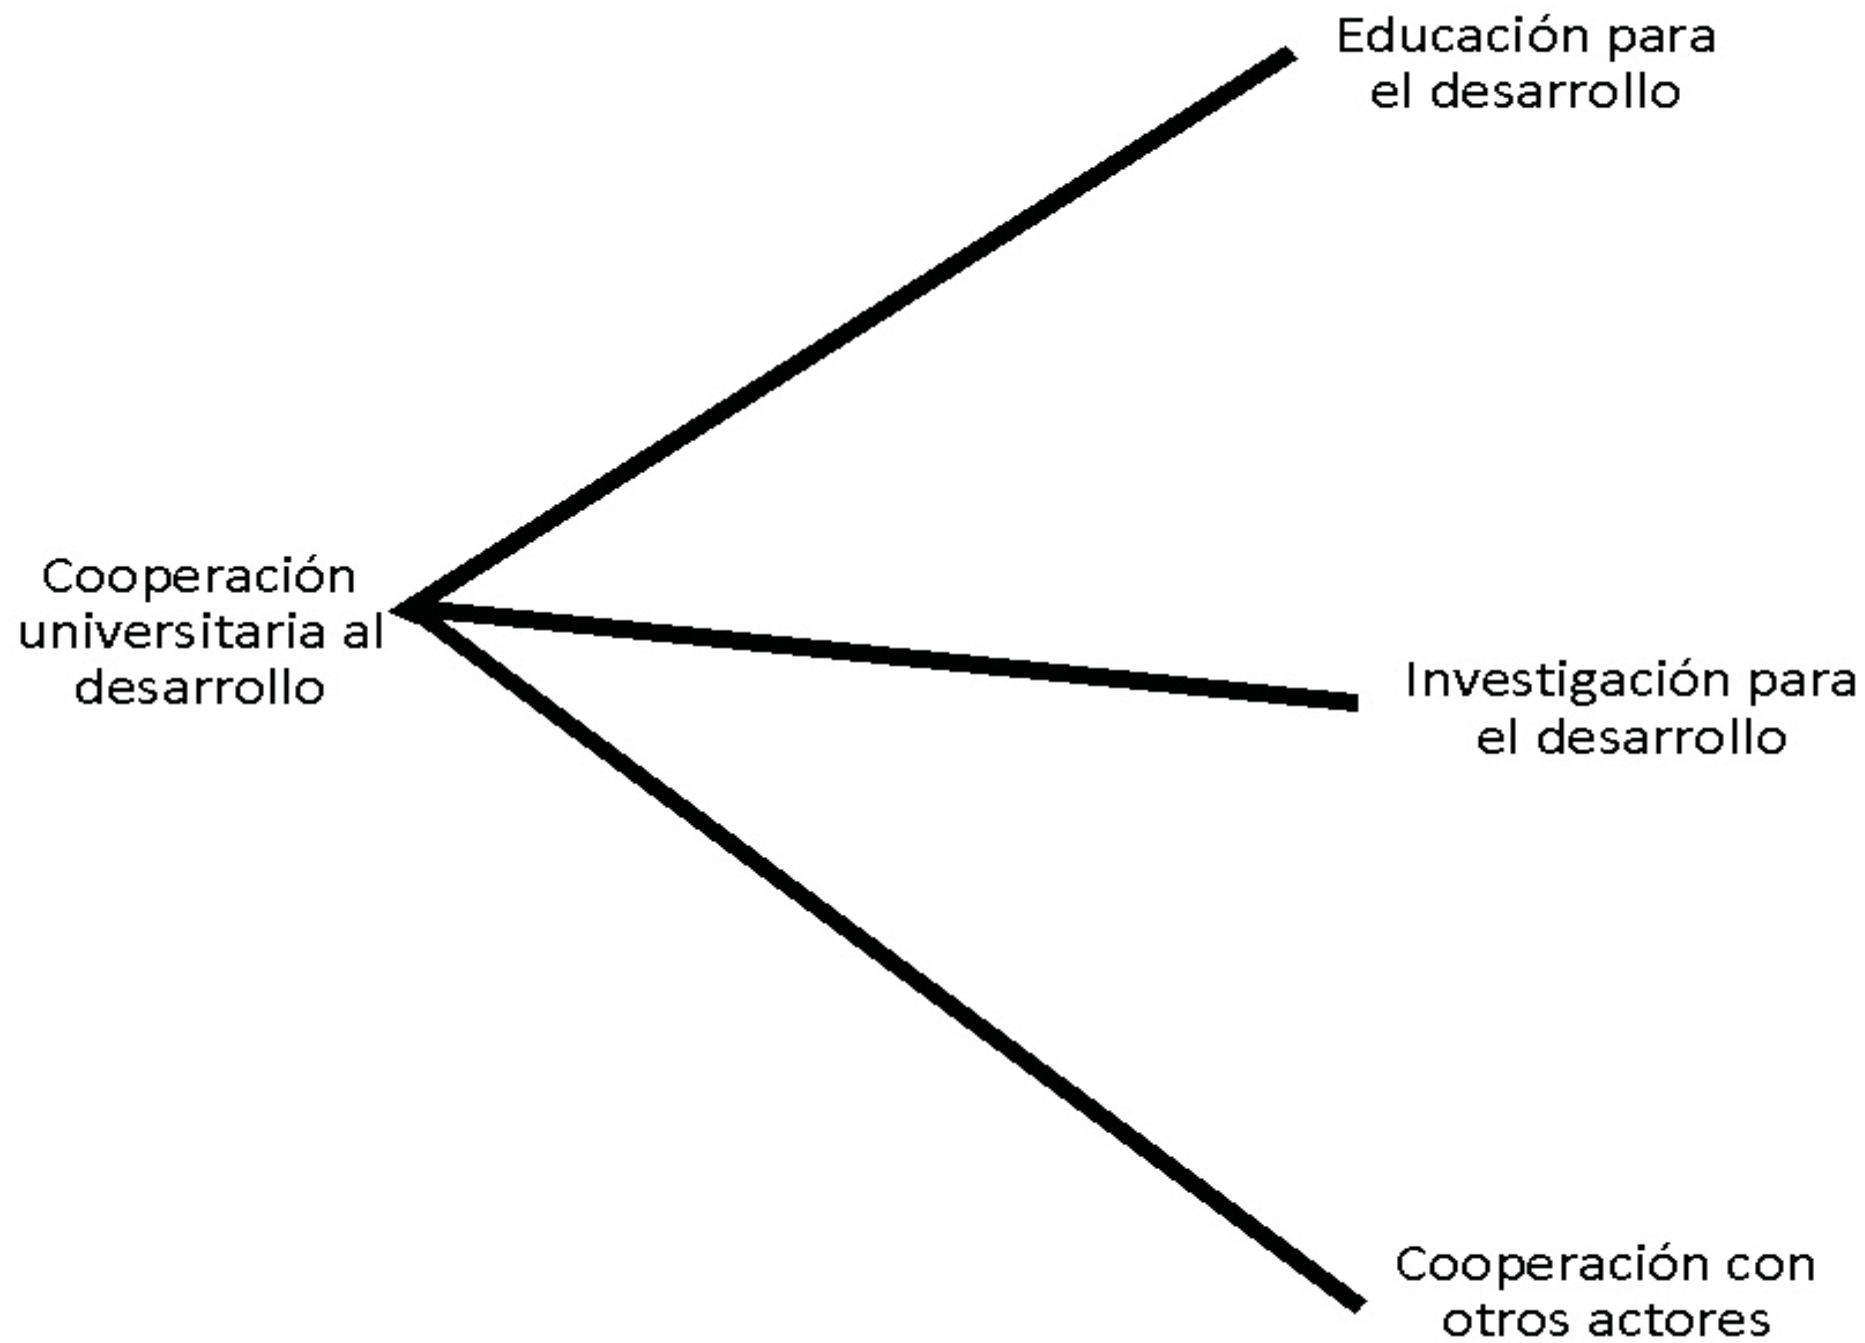 Educación para
el desarrollo
Cooperación
universitaria al
desarrollo
Investigación para
el desarrollo
Cooperación con
otros actores